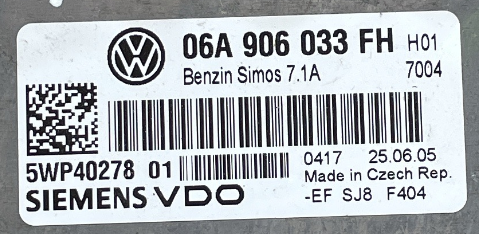 06A 906 033 FH H01
Benzin Simos 7.1A 7004
5WP40278 01 0417 25.06.05
Made in Czech Rep.
SIEMENS VDO -EF SJ8 F404